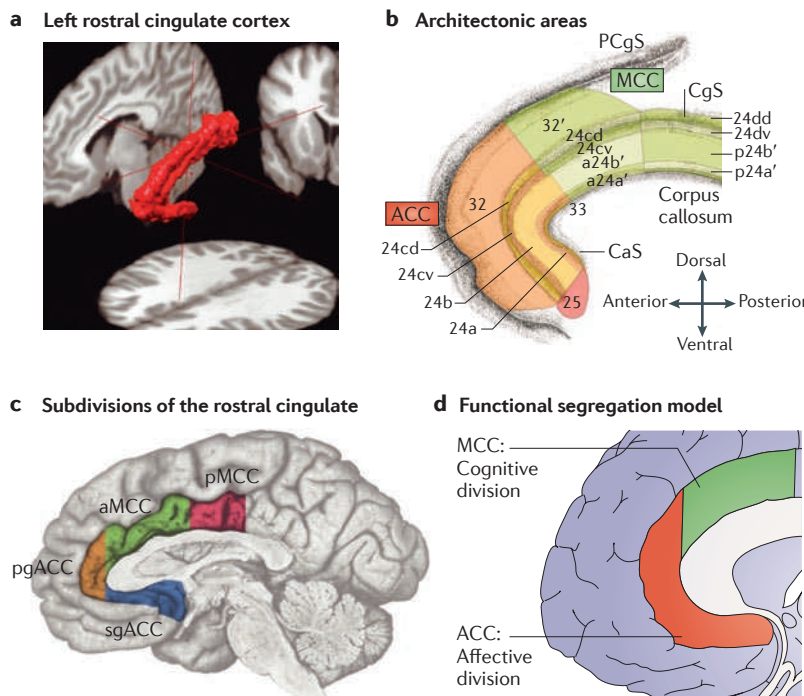 a Left rostral cingulate cortex
b Architectonic areas
PCgS
MCC
CgS
32′
24cd
24cv
a24b′
a24a′
24dd
24dv
p24b′
p24a′
32
33
ACC
Corpus
callosum
24cd
24cv
24b
24a
25
CaS
Dorsal
Anterior
Posterior
Ventral
c Subdivisions of the rostral cingulate
pMCC
aMCC
pgACC
sgACC
d Functional segregation model
MCC:
Cognitive
division
ACC:
Affective
division